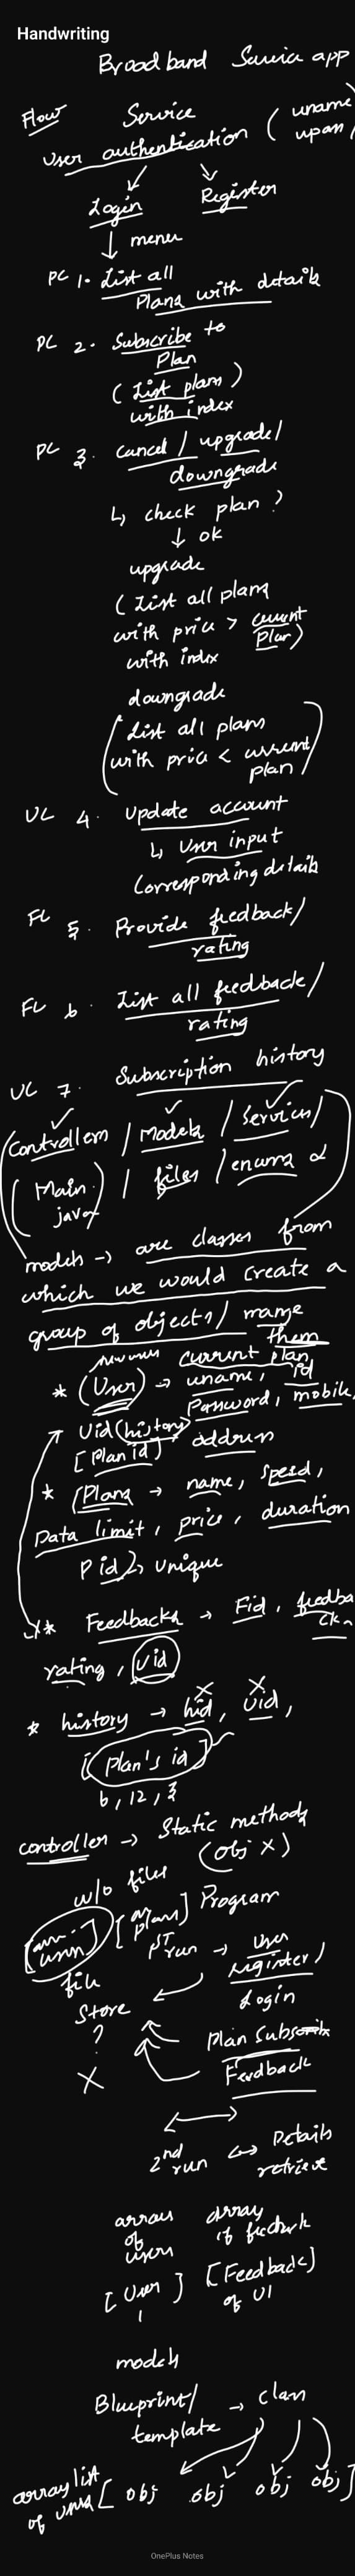 Handwriting
Broadband Service app
Flow Service (uname
User authentication upass)
Login Register
↓ menu
PC 1. List all
Plans with details
PC 2. Subscribe to
Plan
(List plans)
with index
PC 3. cancel / upgrade/
downgrade
↳ check plan ?
↓ ok
upgrade
(List all plans
with price > current
with index Plan)
downgrade
(List all plans
with price < current
plan)
UC 4. Update account
↳ User input
Corresponding details
FC 5. Provide feedback/
rating
FC 6. List all feedback/
rating
UC 7. Subscription history
(Controllers / Models / Services/
(Main / files / enums &
java)
models → are classes from
which we would create a
group of objects/ mange
them
current plan
* (User) → uname, id
Password, mobile,
Uid (history) address
[Plan id]
* (Plans → name, speed,
Data limit, price, duration
Pid) → unique
* Feedbacks → Fid, feedba
ck,
rating, Uid
* history → hid, uid,
[Plan's id]
6, 12, 3
controller → Static methods
(obj X)
w/o files
[plans] Program
1st run → User
file register)
Store Login
?
X Plan Subscribe
Feedback
2nd run ↔ Details
retrieve
array array
of of feedback
users
[User] [Feedback]
1 of U1
models
Blueprint/ → class
template
array list
of users [obj obj obj obj]
OnePlus Notes